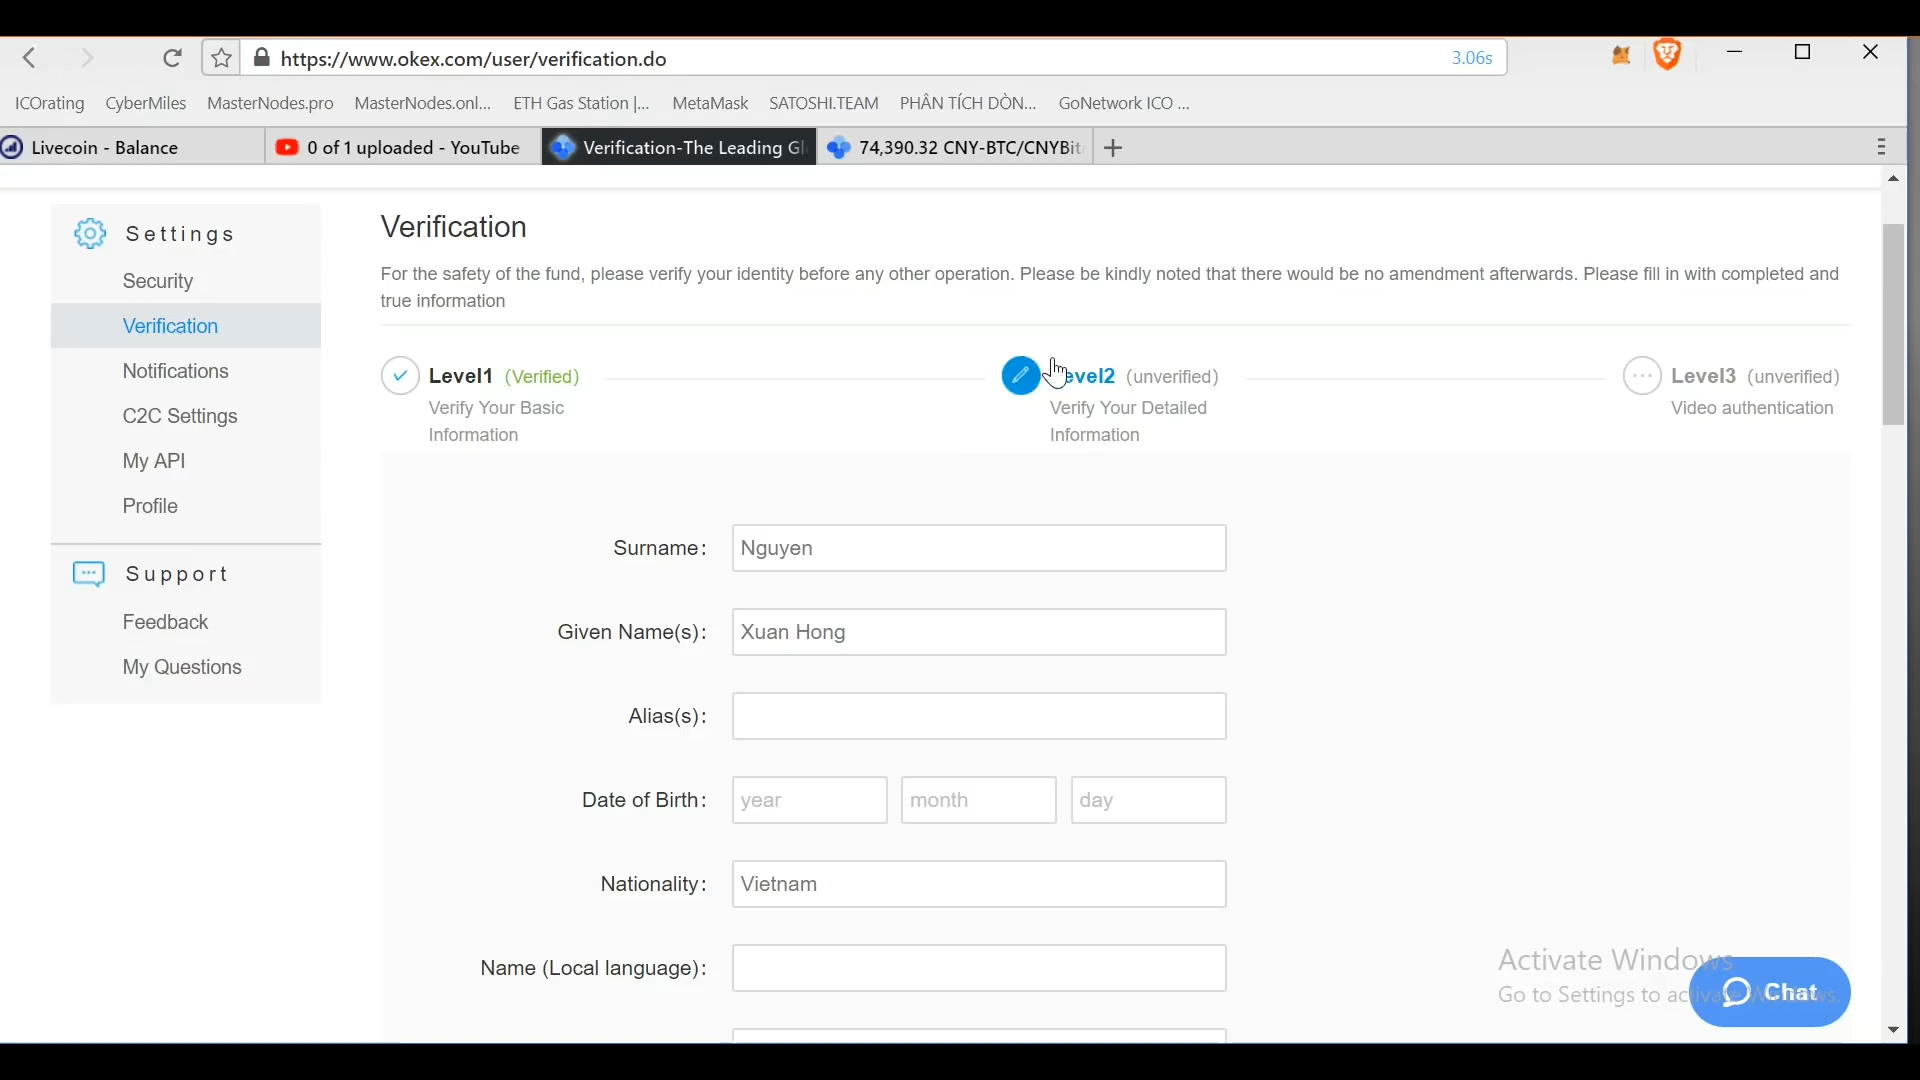 https://www.okex.com/user/verification.do
3.06s
ICOrating CyberMiles MasterNodes.pro MasterNodes.onl... ETH Gas Station |... MetaMask SATOSHI.TEAM PHÂN TÍCH DÒN... GoNetwork ICO ...
Livecoin - Balance
0 of 1 uploaded - YouTube
Verification-The Leading Gl
74,390.32 CNY-BTC/CNYBit
Settings
Security
Verification
Notifications
C2C Settings
My API
Profile
Support
Feedback
My Questions
Verification
For the safety of the fund, please verify your identity before any other operation. Please be kindly noted that there would be no amendment afterwards. Please fill in with completed and
true information
Level1 (Verified)
Verify Your Basic
Information
evel2 (unverified)
Verify Your Detailed
Information
Level3 (unverified)
Video authentication
Surname: Nguyen
Given Name(s): Xuan Hong
Alias(s):
Date of Birth: year month day
Nationality: Vietnam
Name (Local language):
Activate Windows
Go to Settings to activate Windows.
Chat